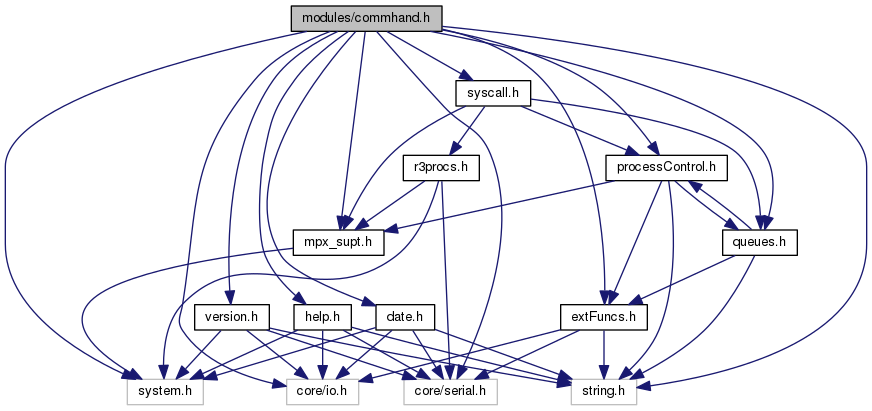 modules/commhand.h
syscall.h
r3procs.h
processControl.h
mpx_supt.h
queues.h
version.h
help.h
date.h
extFuncs.h
system.h
core/io.h
core/serial.h
string.h